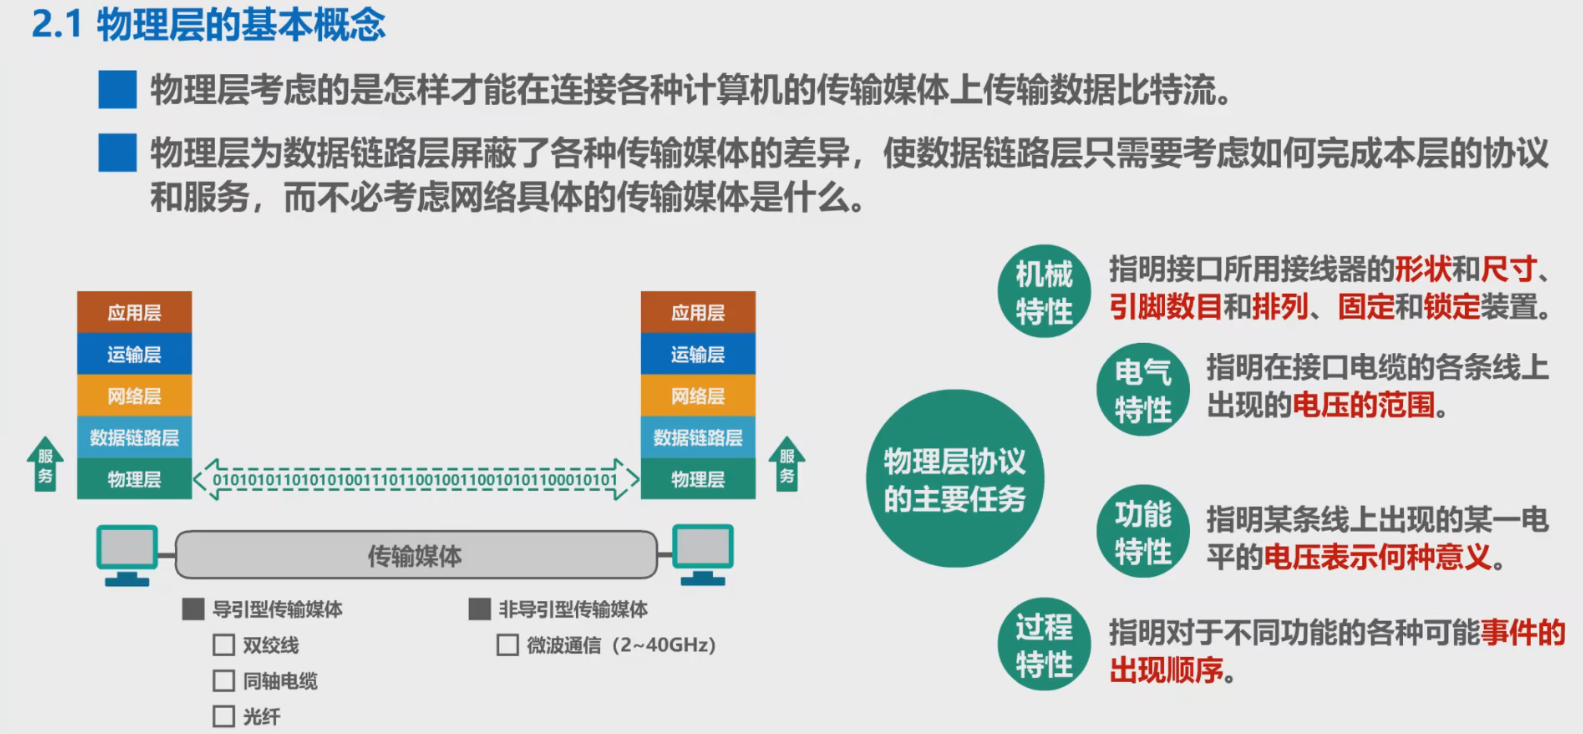 2.1 物理层的基本概念
物理层考虑的是怎样才能在连接各种计算机的传输媒体上传输数据比特流。
物理层为数据链路层屏蔽了各种传输媒体的差异，使数据链路层只需要考虑如何完成本层的协议
和服务，而不必考虑网络具体的传输媒体是什么。
应用层
运输层
网络层
数据链路层
物理层
服
务
0101010110101010011101100100110010101100010101
应用层
运输层
网络层
数据链路层
物理层
服
务
传输媒体
导引型传输媒体
双绞线
同轴电缆
光纤
非导引型传输媒体
微波通信（2~40GHz）
物理层协议
的主要任务
机械
特性
指明接口所用接线器的形状和尺寸、
引脚数目和排列、固定和锁定装置。
电气
特性
指明在接口电缆的各条线上
出现的电压的范围。
功能
特性
指明某条线上出现的某一电
平的电压表示何种意义。
过程
特性
指明对于不同功能的各种可能事件的
出现顺序。